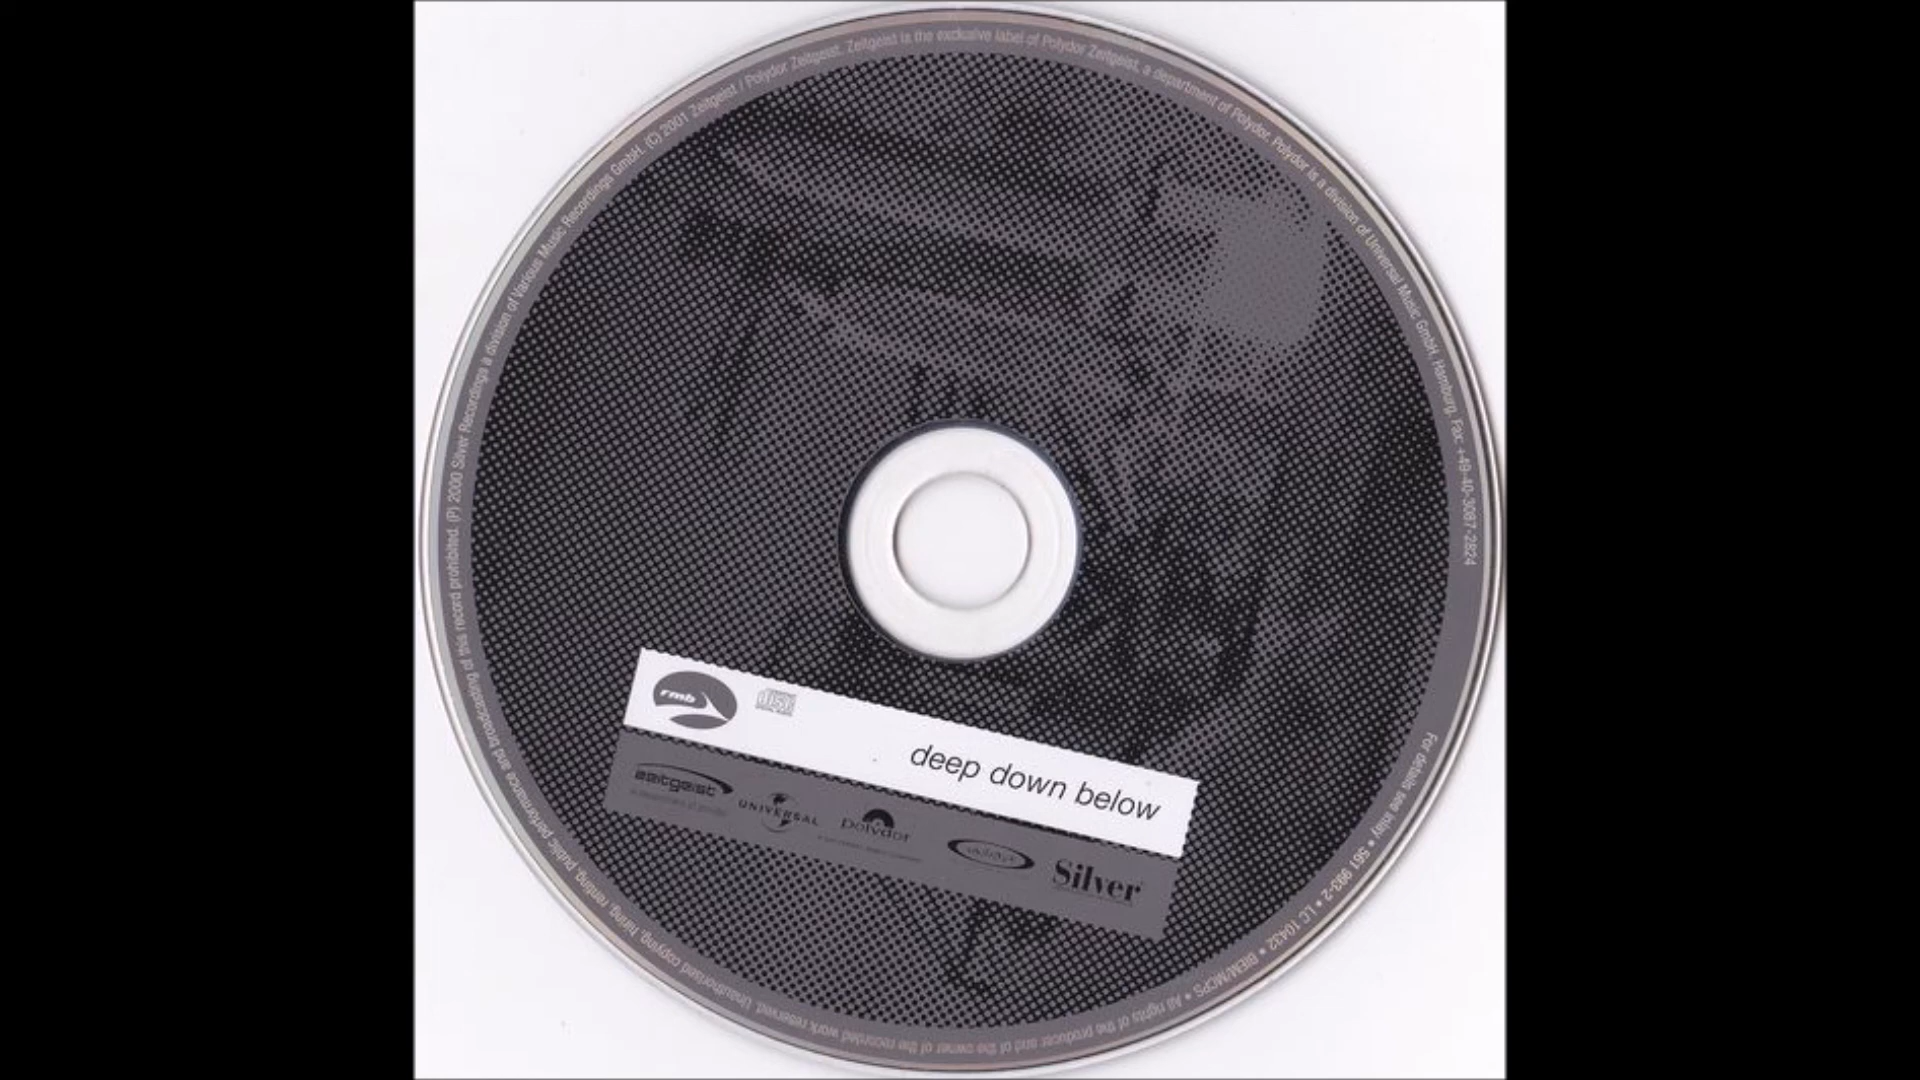 rmb
disc
deep down below
zeitgeist
UNIVERSAL
polydor
Silver
For details see inlay • 561 993-2 • LC 10432 • BIEM/MCPS • All rights of the producer and of the owner of the recorded work reserved. Unauthorised copying, hiring, renting, public performance and broadcasting of this record prohibited. (P) 2000 Silver Recordings a division of Various Music Recordings GmbH. (C) 2001 Zeitgeist / Polydor Zeitgeist. Zeitgeist is the exclusive label of Polydor Zeitgeist, a department of Polydor. Polydor is a division of Universal Music GmbH, Hamburg. Fax: +49-40-3087-2824